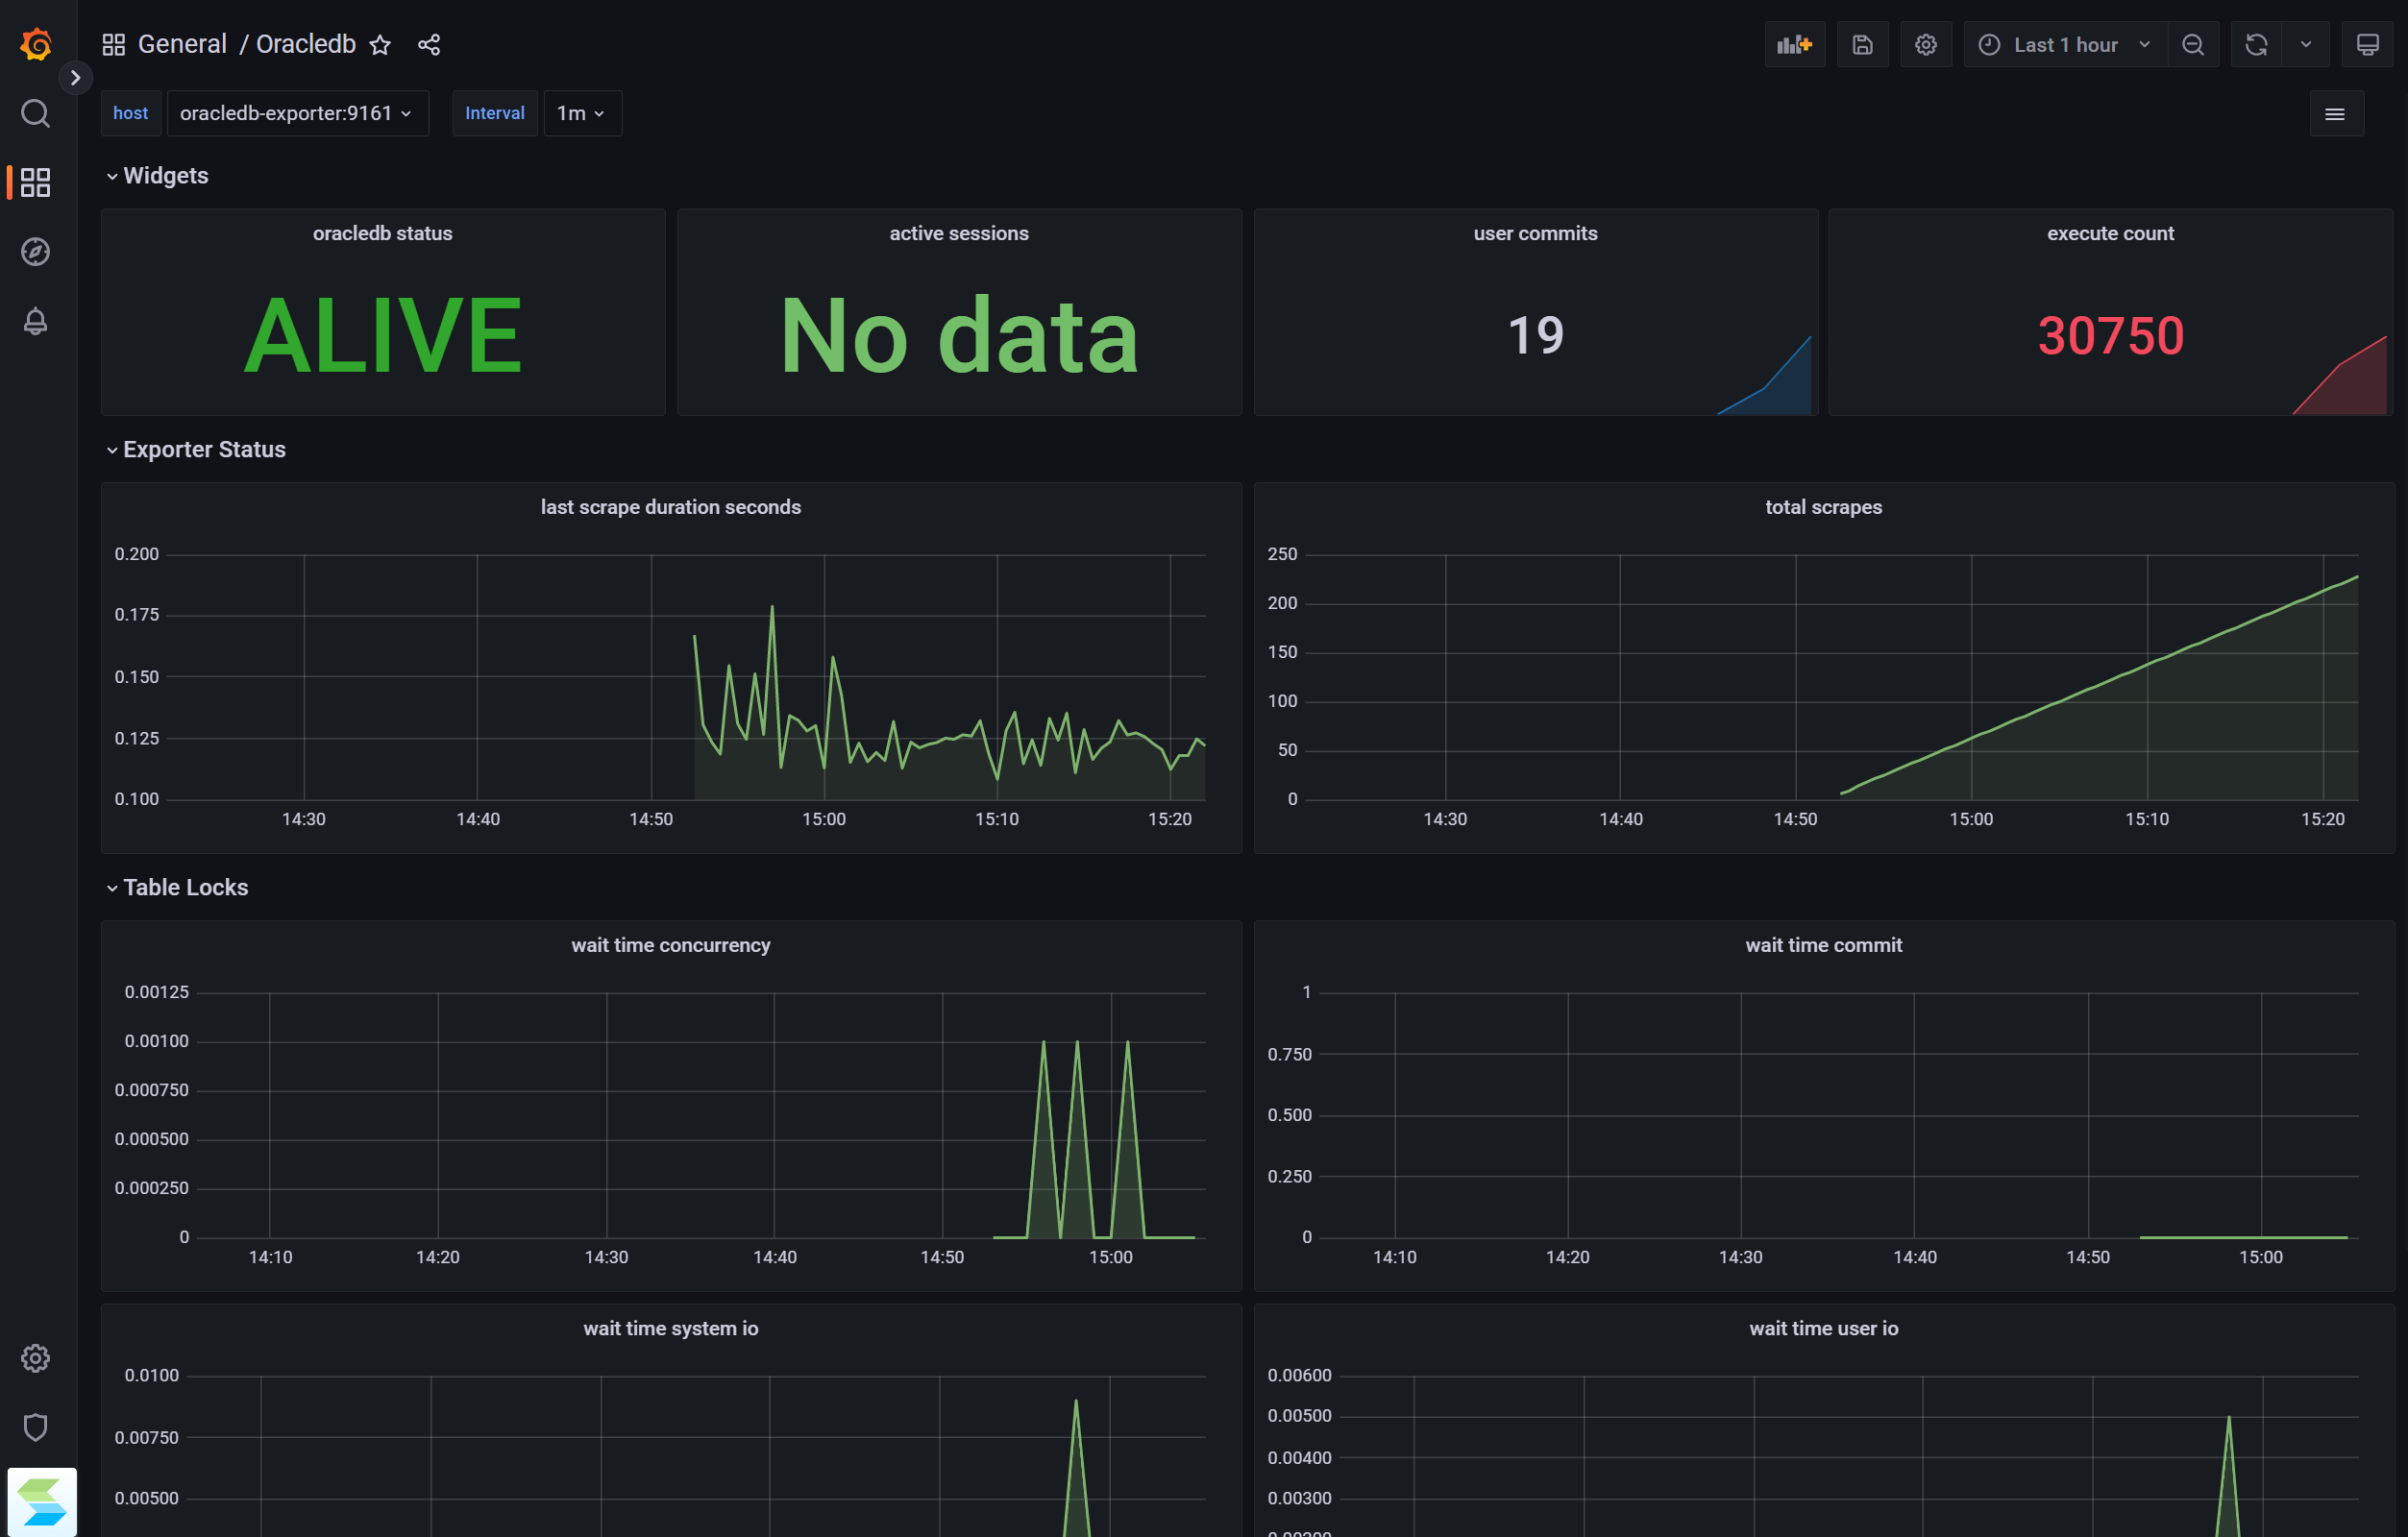 General / Oracledb
Last 1 hour
host oracledb-exporter:9161 Interval 1m
Widgets
oracledb status
ALIVE
active sessions
No data
user commits
19
execute count
30750
Exporter Status
last scrape duration seconds
0.200
0.175
0.150
0.125
0.100
14:30 14:40 14:50 15:00 15:10 15:20
total scrapes
250
200
150
100
50
0
14:30 14:40 14:50 15:00 15:10 15:20
Table Locks
wait time concurrency
0.00125
0.00100
0.000750
0.000500
0.000250
0
14:10 14:20 14:30 14:40 14:50 15:00
wait time commit
1
0.750
0.500
0.250
0
14:10 14:20 14:30 14:40 14:50 15:00
wait time system io
0.0100
0.00750
0.00500
wait time user io
0.00600
0.00500
0.00400
0.00300